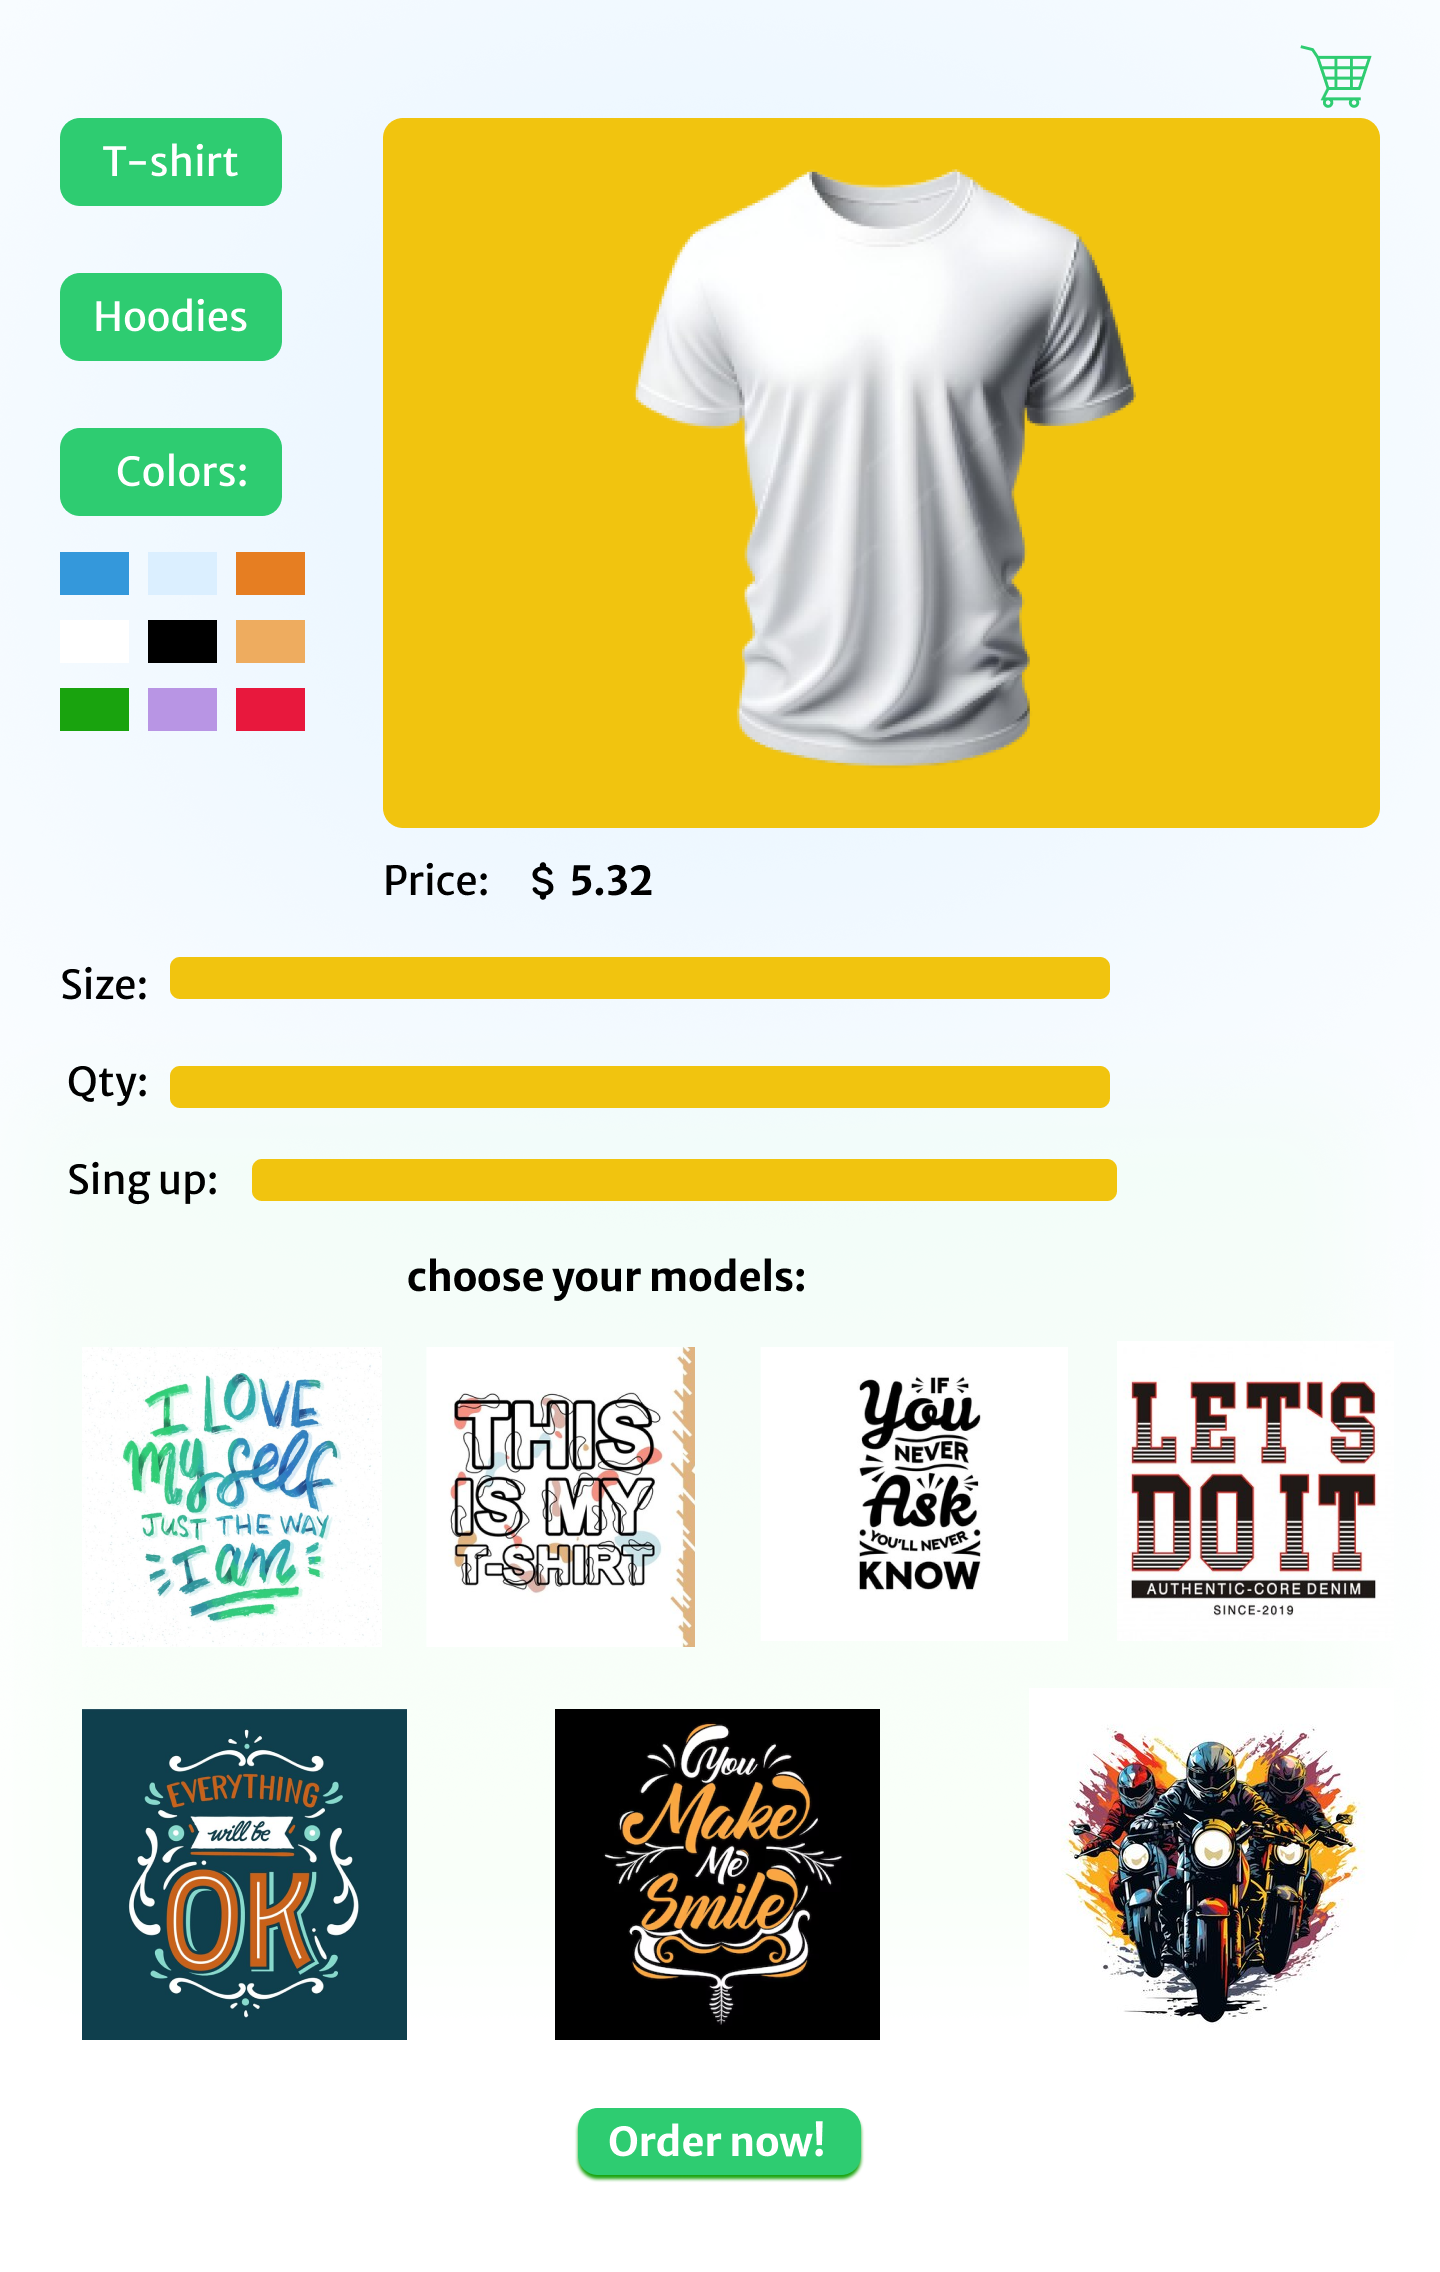 T-shirt
Hoodies
Colors:
Price: $ 5.32
Size:
Qty:
Sing up:
choose your models:
I LOVE
myself
JUST THE WAY
I am
THIS
IS MY
T-SHIRT
IF
You
NEVER
Ask
YOU'LL NEVER
KNOW
LET'S
DO IT
AUTHENTIC-CORE DENIM
SINCE-2019
EVERYTHING
will be
OK
You
Make
Me
Smile
Order now!